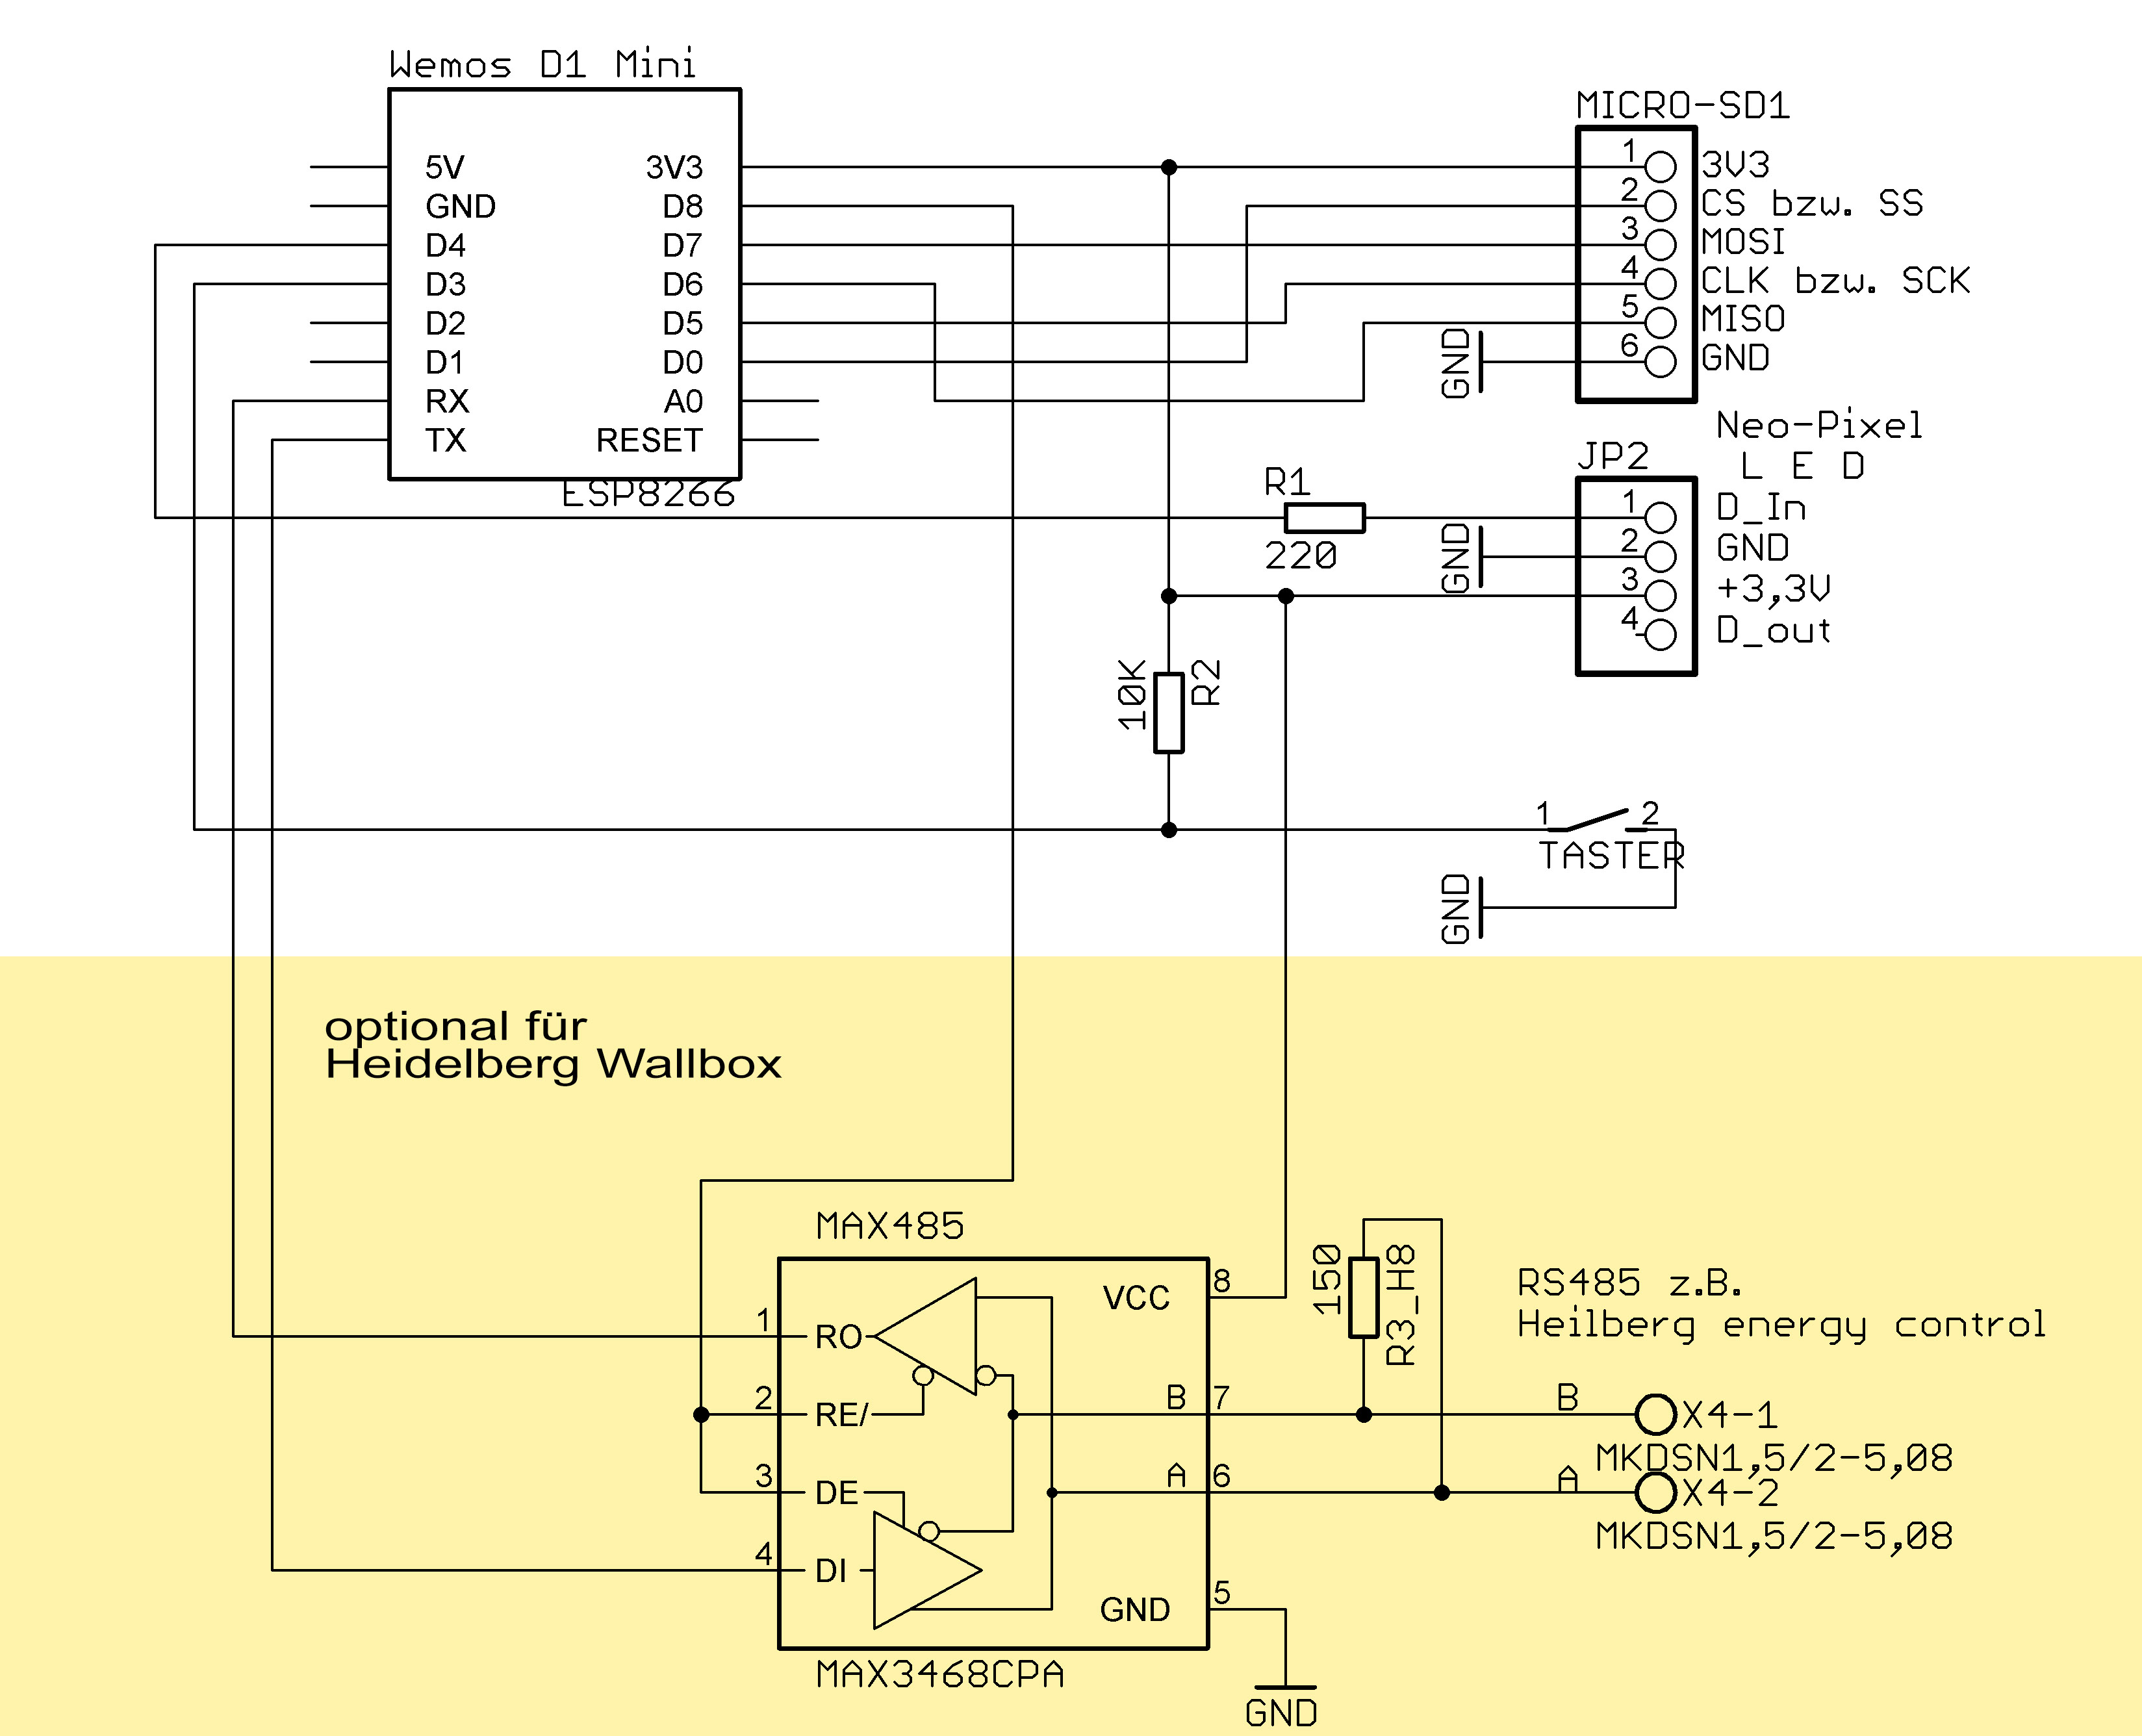 Wemos D1 Mini
5V
GND
D4
D3
D2
D1
RX
TX
3V3
D8
D7
D6
D5
D0
A0
RESET
ESP8266
MICRO-SD1
1 3V3
2 CS bzw. SS
3 MOSI
4 CLK bzw. SCK
5 MISO
6 GND
GND
Neo-Pixel
L E D
JP2
1 D_In
2 GND
3 +3,3V
4 D_out
GND
R1
220
10K
R2
1 2
TASTER
GND
optional für
Heidelberg Wallbox
MAX485
1 RO
2 RE/
3 DE
4 DI
VCC 8
B 7
A 6
GND 5
MAX3468CPA
GND
150
R3_H8
RS485 z.B.
Heilberg energy control
B X4-1
MKDSN1,5/2-5,08
A X4-2
MKDSN1,5/2-5,08